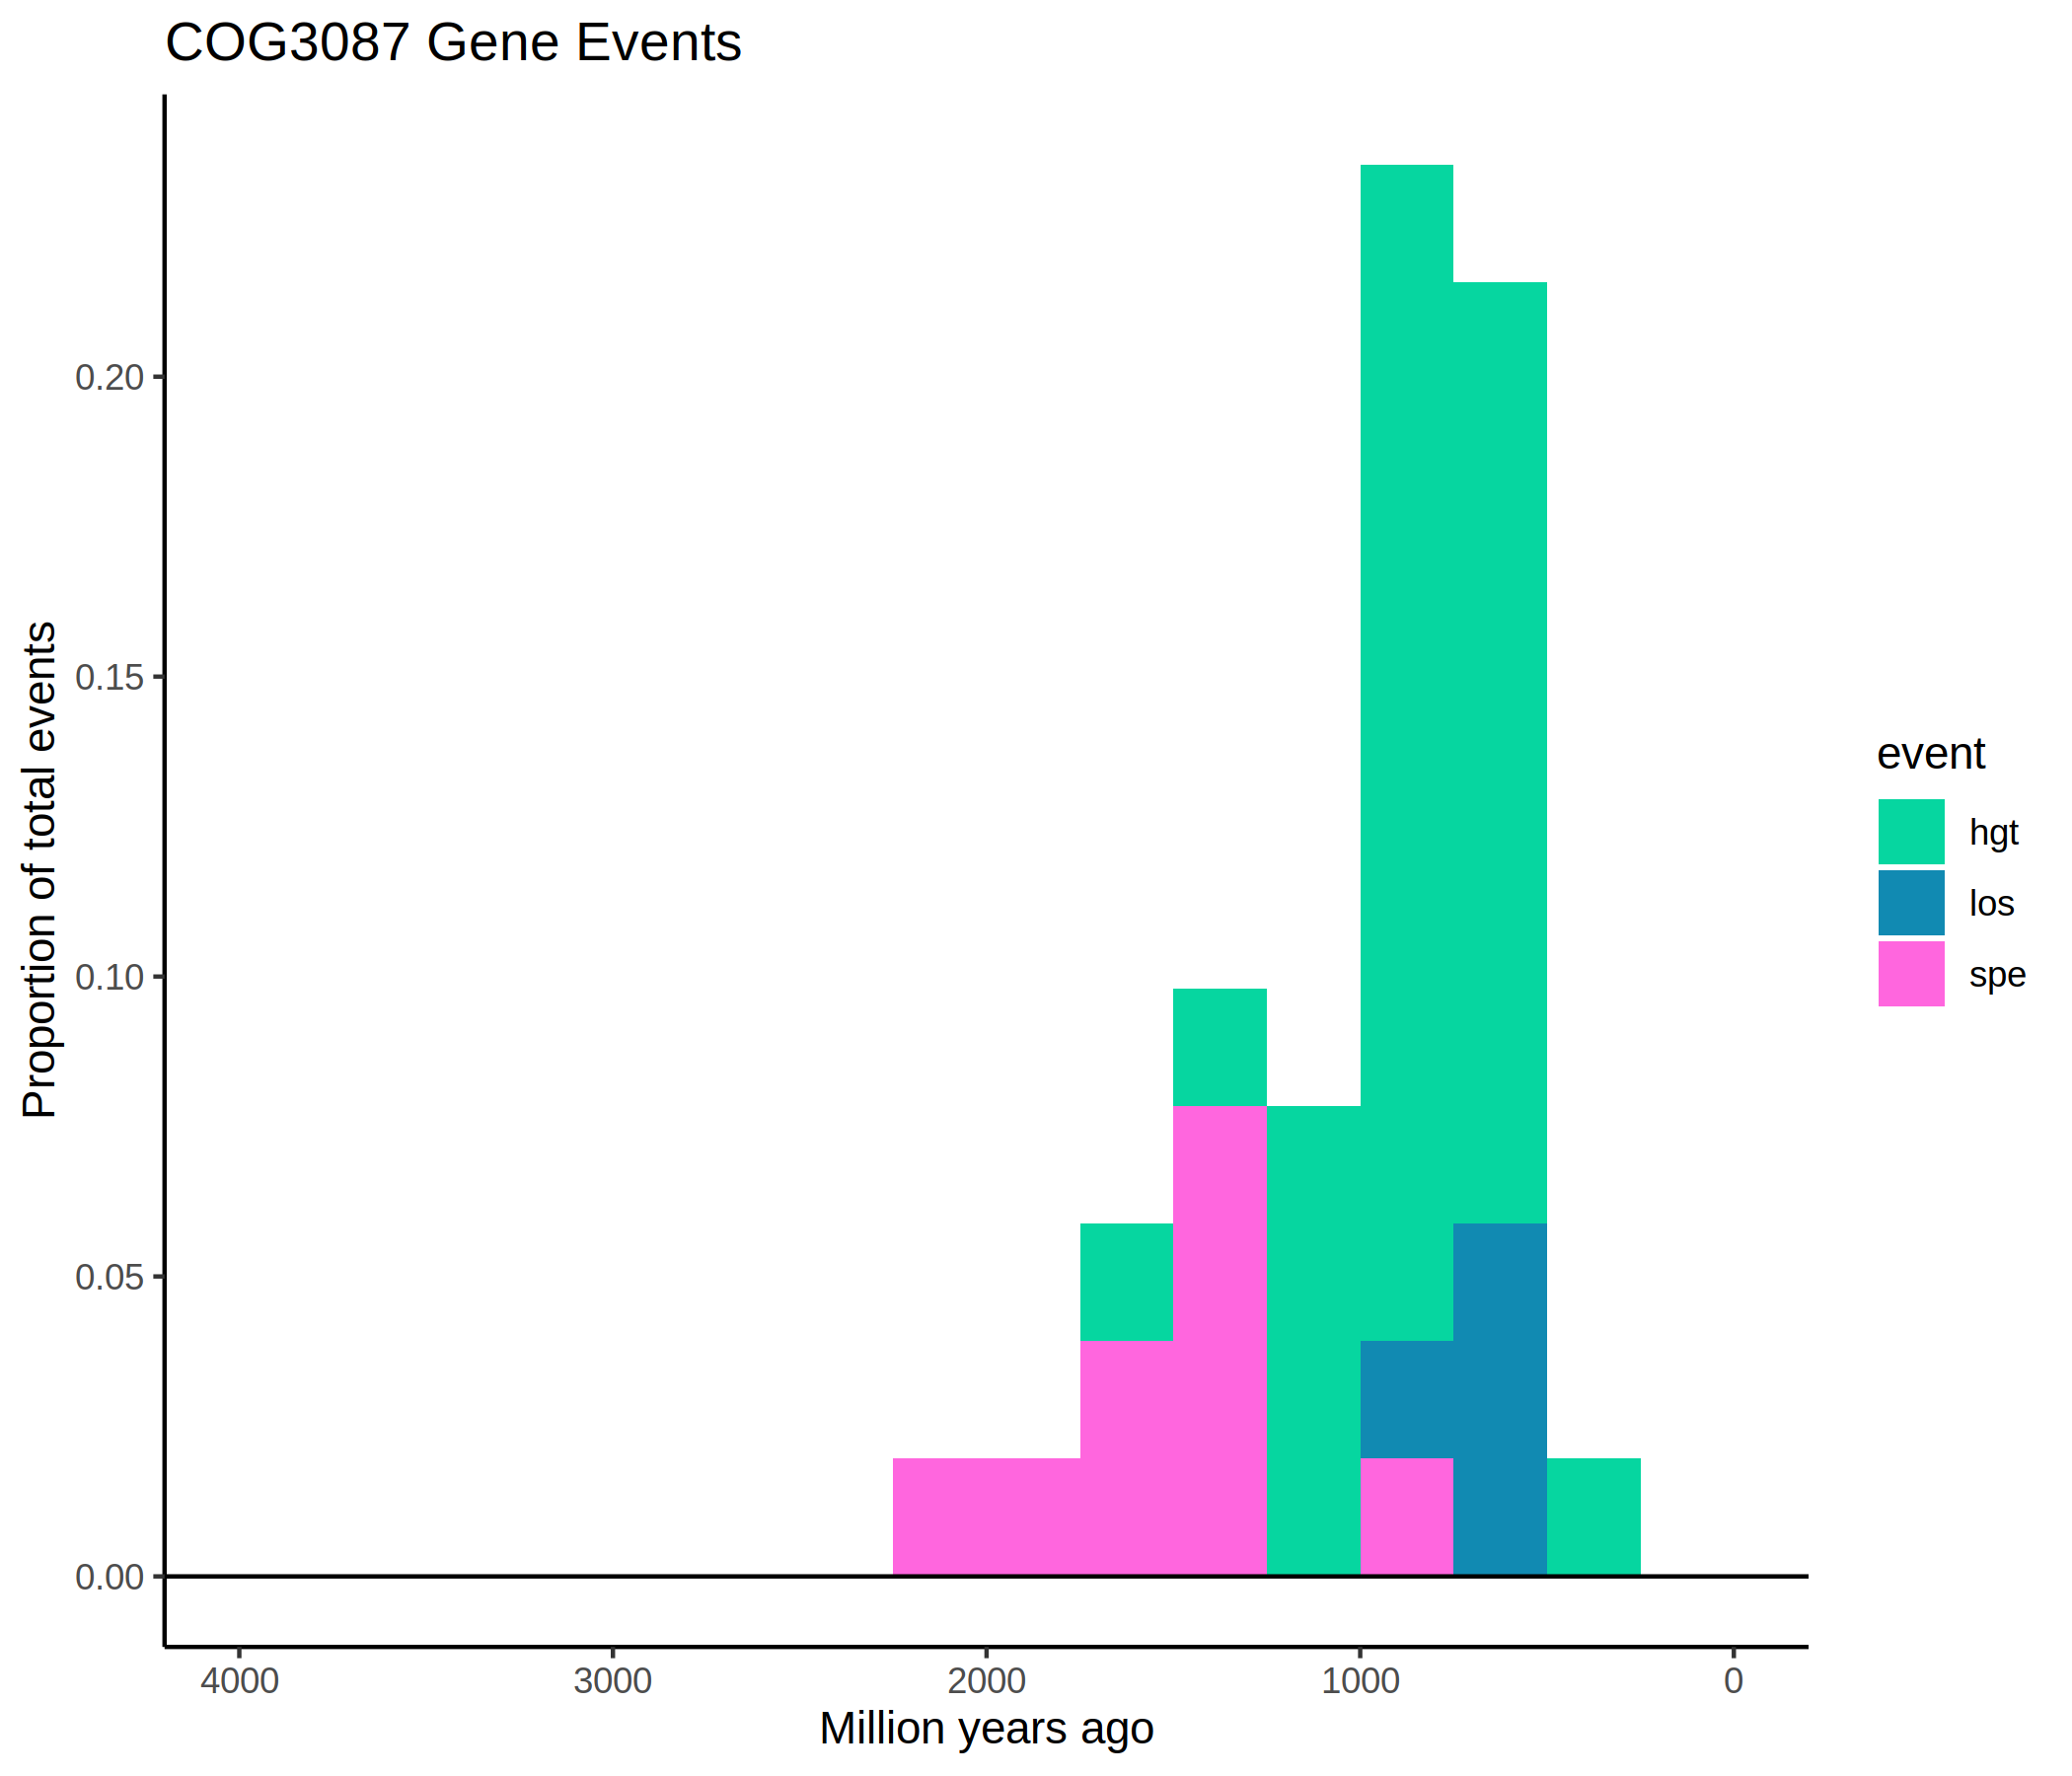 COG3087 Gene Events
Proportion of total events
0.20
0.15
0.10
0.05
0.00
4000 3000 2000 1000 0
Million years ago
event
hgt
los
spe